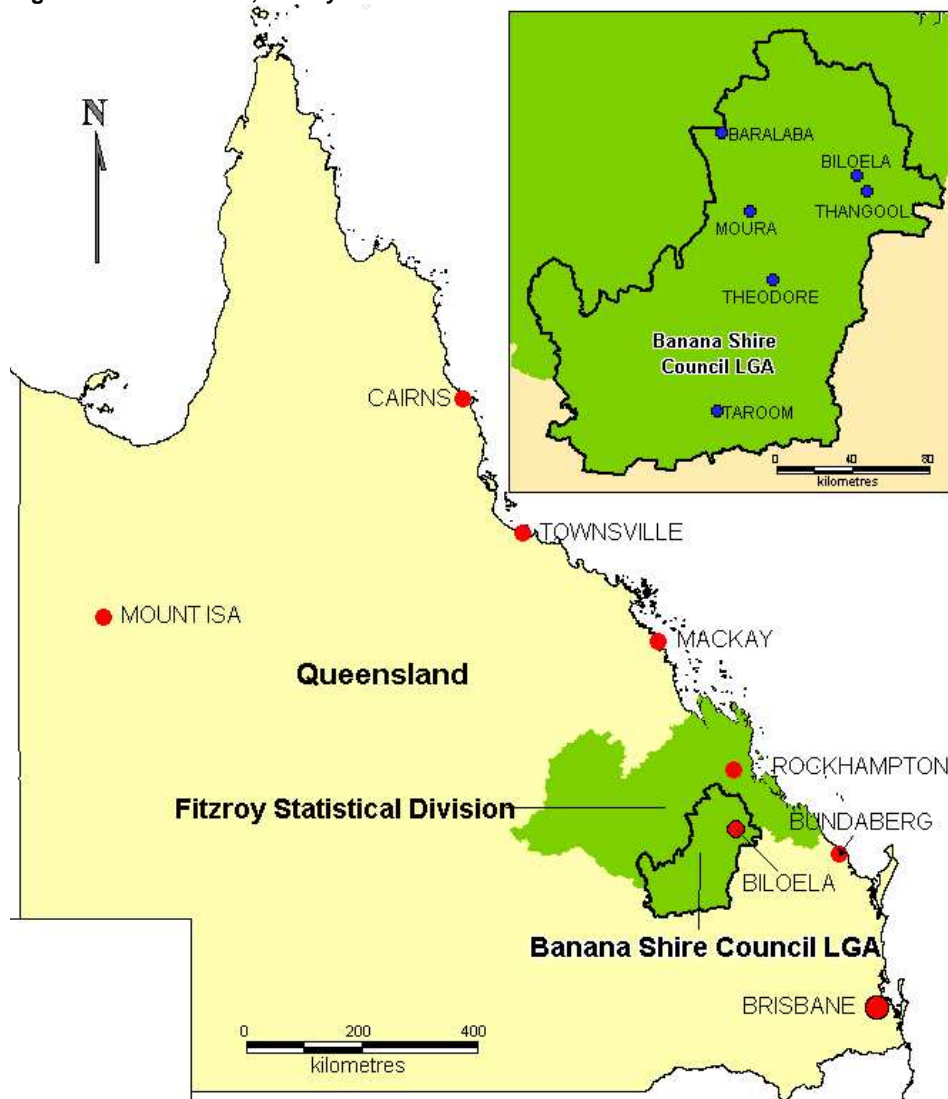 N
BARALABA
BILOELA
THANGOOL
MOURA
THEODORE
Banana Shire
Council LGA
TAROOM
0 40 80
kilometres
CAIRNS
TOWNSVILLE
MOUNT ISA
MACKAY
Queensland
ROCKHAMPTON
Fitzroy Statistical Division
BUNDABERG
BILOELA
Banana Shire Council LGA
BRISBANE
0 200 400
kilometres